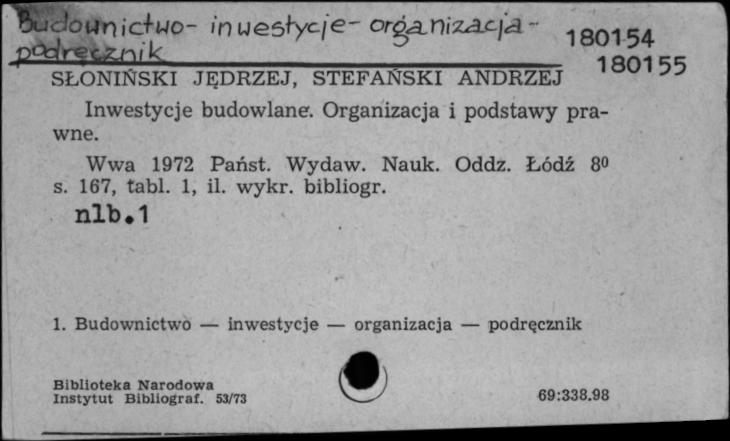 Budownictwo- inwestycje- organizacja-
podręcznik
180154
180155
SŁONIŃSKI JĘDRZEJ, STEFAŃSKI ANDRZEJ
Inwestycje budowlane. Organizacja i podstawy pra-
wne.
Wwa 1972 Państ. Wydaw. Nauk. Oddz. Łódź 8⁰
s. 167, tabl. 1, il. wykr. bibliogr.
nlb.1
1. Budownictwo — inwestycje — organizacja — podręcznik
Biblioteka Narodowa
Instytut Bibliograf. 53/73
69:338.98